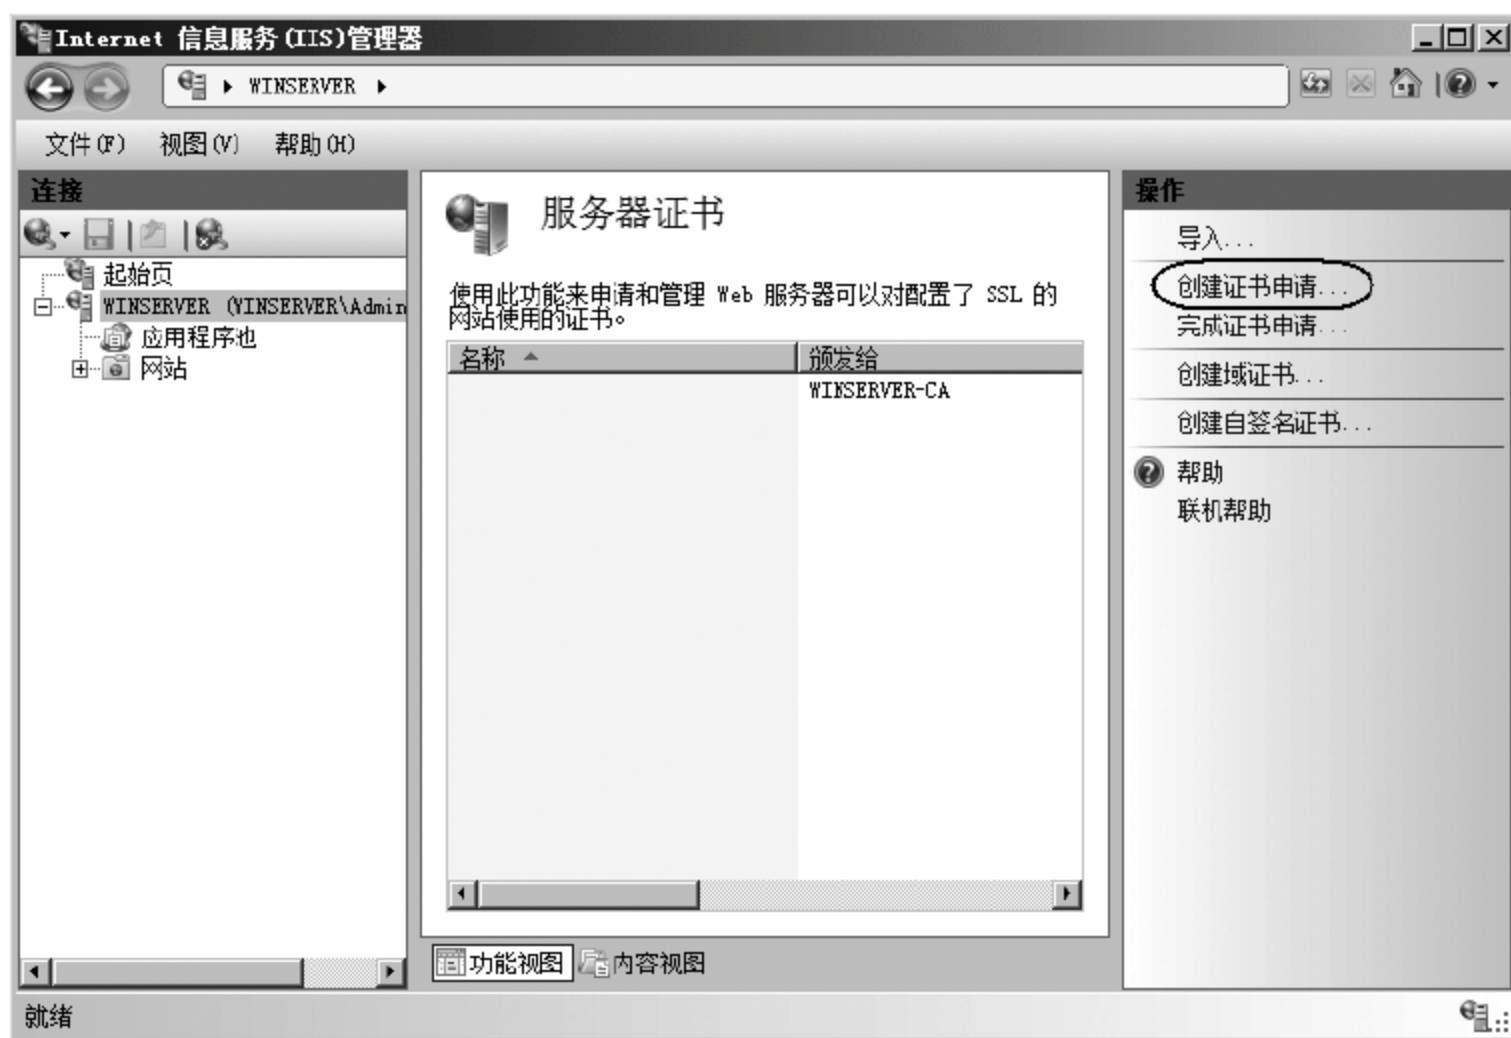 Internet 信息服务(IIS)管理器
WINSERVER
文件(F) 视图(V) 帮助(H)
连接
起始页
WINSERVER (YINSERVER\Admin
应用程序池
网站
服务器证书
使用此功能来申请和管理 Web 服务器可以对配置了 SSL 的
网站使用的证书。
名称 颁发给
WINSERVER-CA
功能视图 内容视图
操作
导入...
创建证书申请...
完成证书申请...
创建域证书...
创建自签名证书...
帮助
联机帮助
就绪